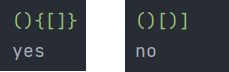 (){[]}
yes
()[)]
no